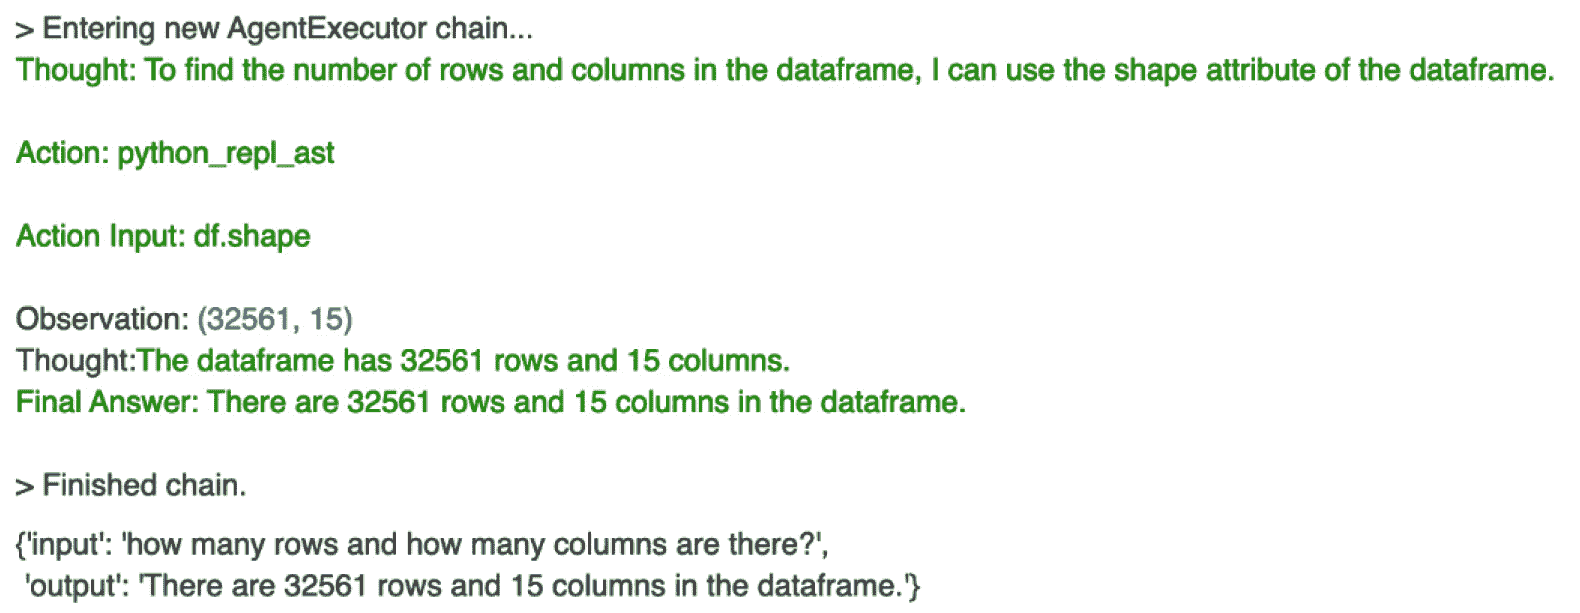 > Entering new AgentExecutor chain...
Thought: To find the number of rows and columns in the dataframe, I can use the shape attribute of the dataframe.
Action: python_repl_ast
Action Input: df.shape
Observation: (32561, 15)
Thought:The dataframe has 32561 rows and 15 columns.
Final Answer: There are 32561 rows and 15 columns in the dataframe.
> Finished chain.
{'input': 'how many rows and how many columns are there?',
 'output': 'There are 32561 rows and 15 columns in the dataframe.'}